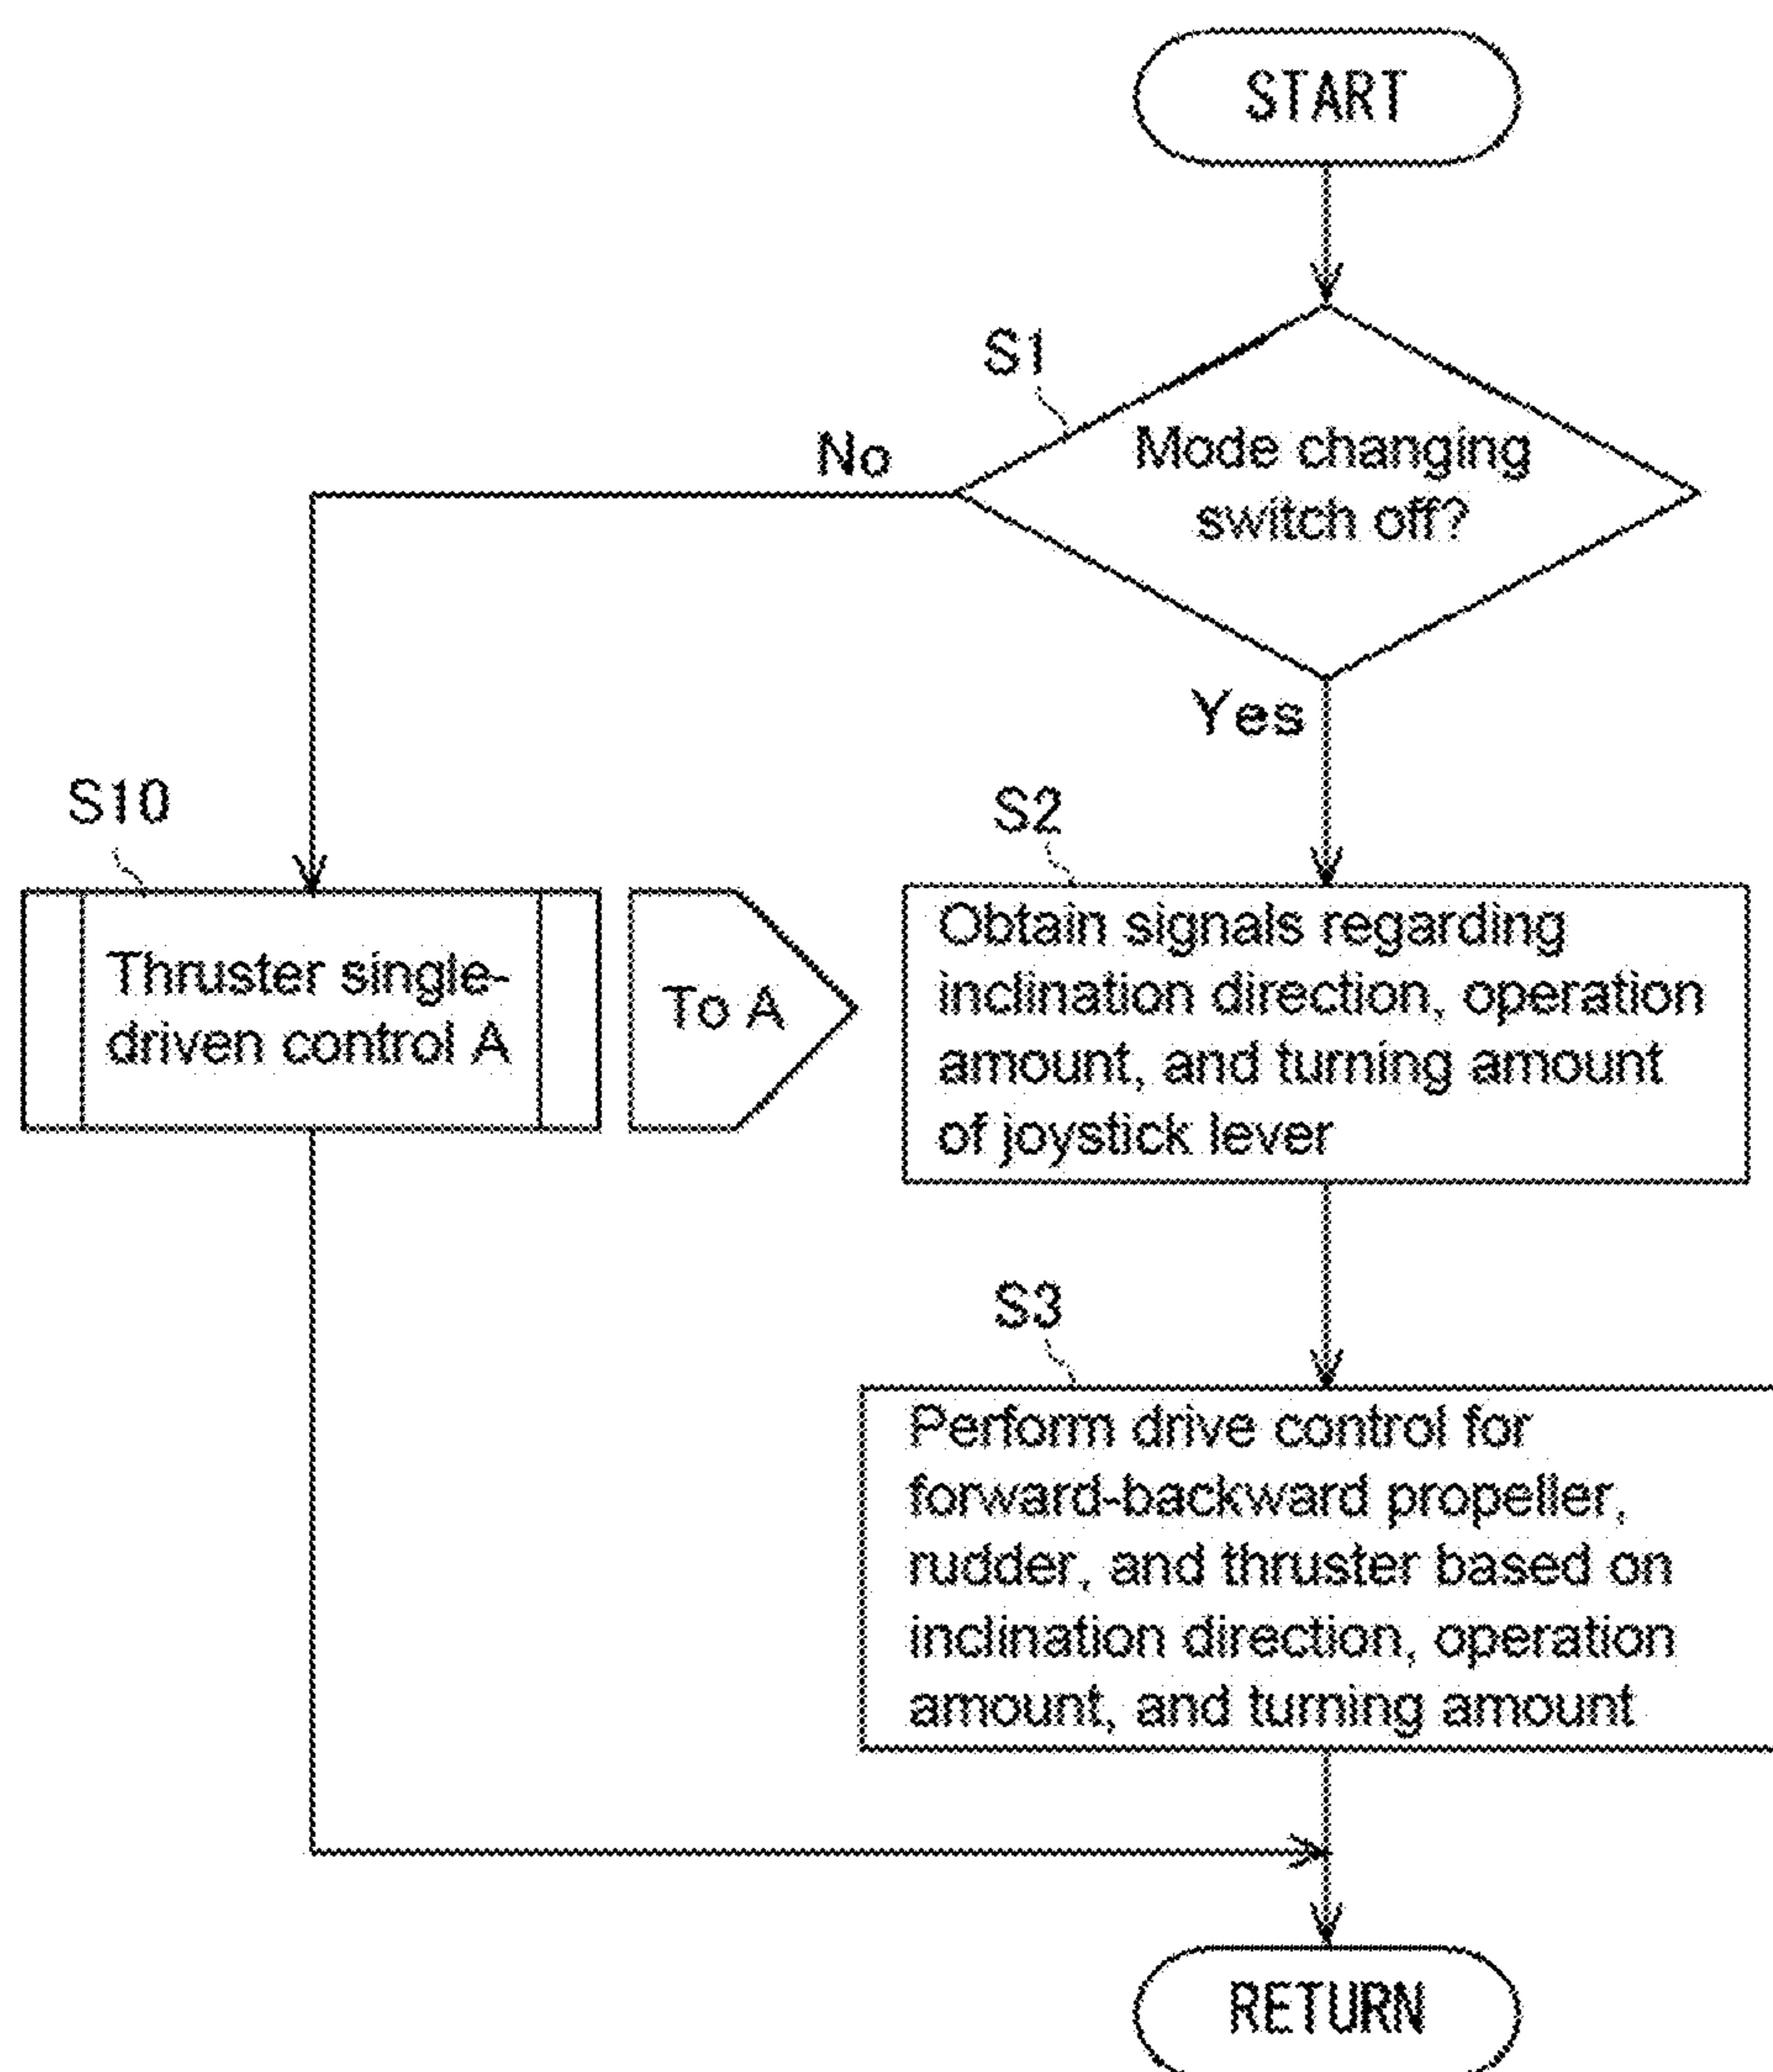 START
S1
Mode changing
switch off?
No
Yes
S10
Thruster single-
driven control A
To A
S2
Obtain signals regarding
inclination direction, operation
amount, and turning amount
of joystick lever
S3
Perform drive control for
forward-backward propeller,
rudder, and thruster based on
inclination direction, operation
amount, and turning amount
RETURN